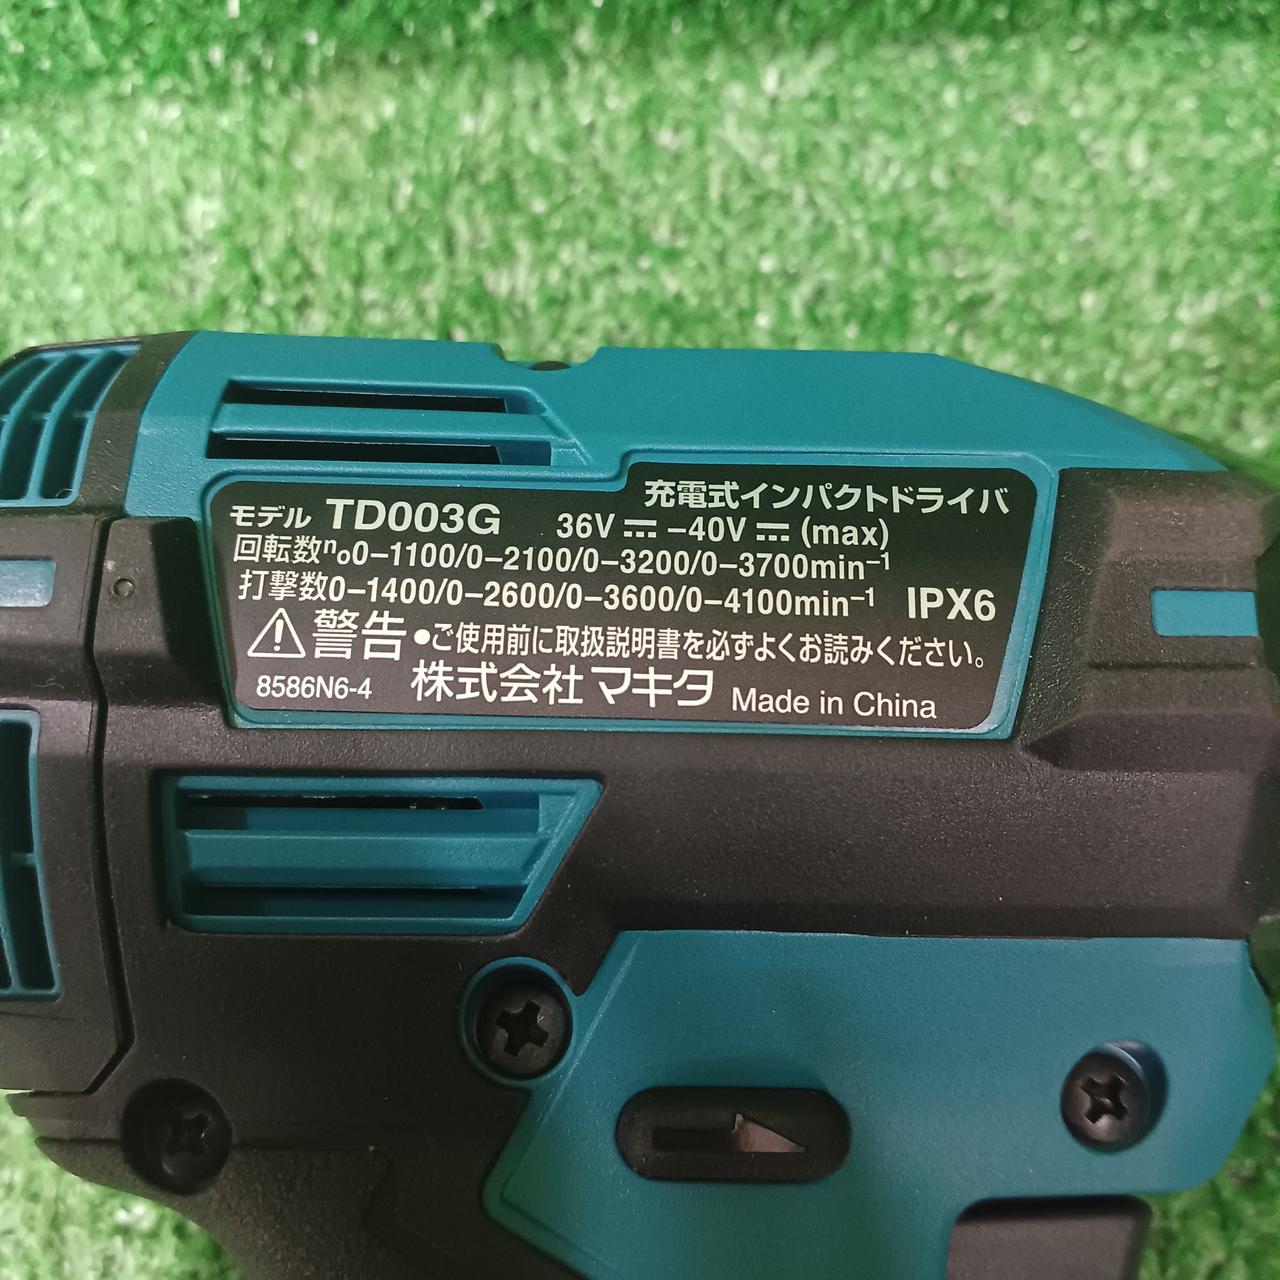 充電式インパクトドライバ
モデル TD003G 36V⎓−40V⎓(max)
回転数n₀0−1100/0−2100/0−3200/0−3700min⁻¹
打撃数0−1400/0−2600/0−3600/0−4100min⁻¹ IPX6
⚠警告●ご使用前に取扱説明書を必ずよくお読みください。
8586N6-4 株式会社マキタ Made in China